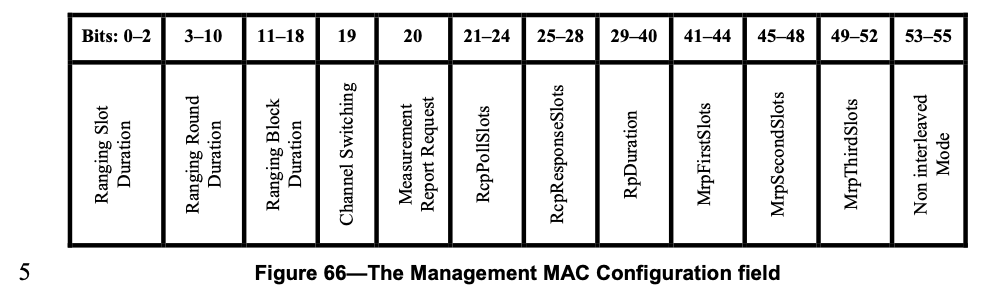 Bits: 0–2 3–10 11–18 19 20 21–24 25–28 29–40 41–44 45–48 49–52 53–55
Ranging Slot
Duration
Ranging Round
Duration
Ranging Block
Duration
Channel Switching
Measurement
Report Request
RcpPollSlots
RcpResponseSlots
RpDuration
MrpFirstSlots
MrpSecondSlots
MrpThirdSlots
Non interleaved
Mode
5 Figure 66—The Management MAC Configuration field